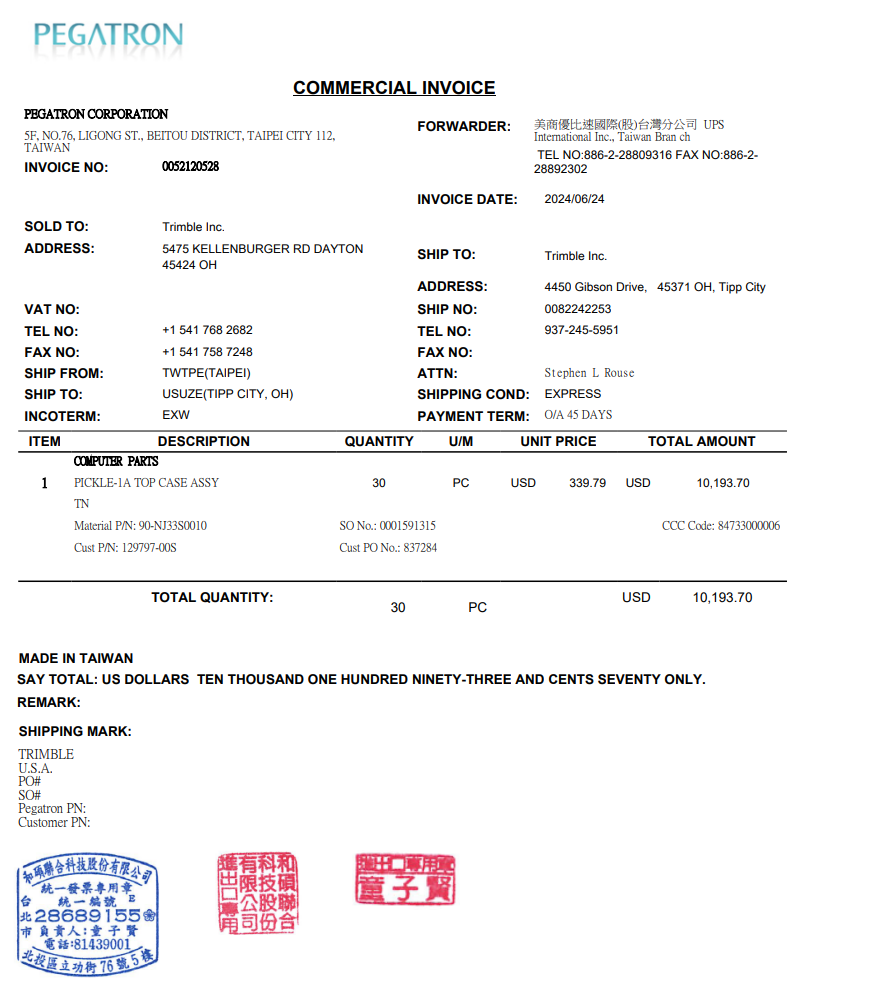 PEGATRON
COMMERCIAL INVOICE
PEGATRON CORPORATION
5F, NO.76, LIGONG ST., BEITOU DISTRICT, TAIPEI CITY 112,
TAIWAN
FORWARDER: 美商優比速國際(股)台灣分公司 UPS
International Inc., Taiwan Bran ch
TEL NO:886-2-28809316 FAX NO:886-2-
28892302
INVOICE NO: 0052120528
INVOICE DATE: 2024/06/24
SOLD TO: Trimble Inc.
ADDRESS: 5475 KELLENBURGER RD DAYTON
45424 OH
SHIP TO: Trimble Inc.
ADDRESS: 4450 Gibson Drive, 45371 OH, Tipp City
VAT NO: SHIP NO: 0082242253
TEL NO: +1 541 768 2682 TEL NO: 937-245-5951
FAX NO: +1 541 758 7248 FAX NO:
SHIP FROM: TWTPE(TAIPEI) ATTN: Stephen L Rouse
SHIP TO: USUZE(TIPP CITY, OH) SHIPPING COND: EXPRESS
INCOTERM: EXW PAYMENT TERM: O/A 45 DAYS
ITEM DESCRIPTION QUANTITY U/M UNIT PRICE TOTAL AMOUNT
COMPUTER PARTS
1 PICKLE-1A TOP CASE ASSY 30 PC USD 339.79 USD 10,193.70
TN
Material P/N: 90-NJ33S0010 SO No.: 0001591315 CCC Code: 84733000006
Cust P/N: 129797-00S Cust PO No.: 837284
TOTAL QUANTITY: 30 PC USD 10,193.70
MADE IN TAIWAN
SAY TOTAL: US DOLLARS TEN THOUSAND ONE HUNDRED NINETY-THREE AND CENTS SEVENTY ONLY.
REMARK:
SHIPPING MARK:
TRIMBLE
U.S.A.
PO#
SO#
Pegatron PN:
Customer PN:
和碩聯合科技股份有限公司
統一發票專用章
統一編號 E
28689155
台北市
負責人:童子賢
電話:81439001
北投區立功街76號5樓
和碩聯合
科技股份
有限公司
進出口專用
進出口專用章
童子賢